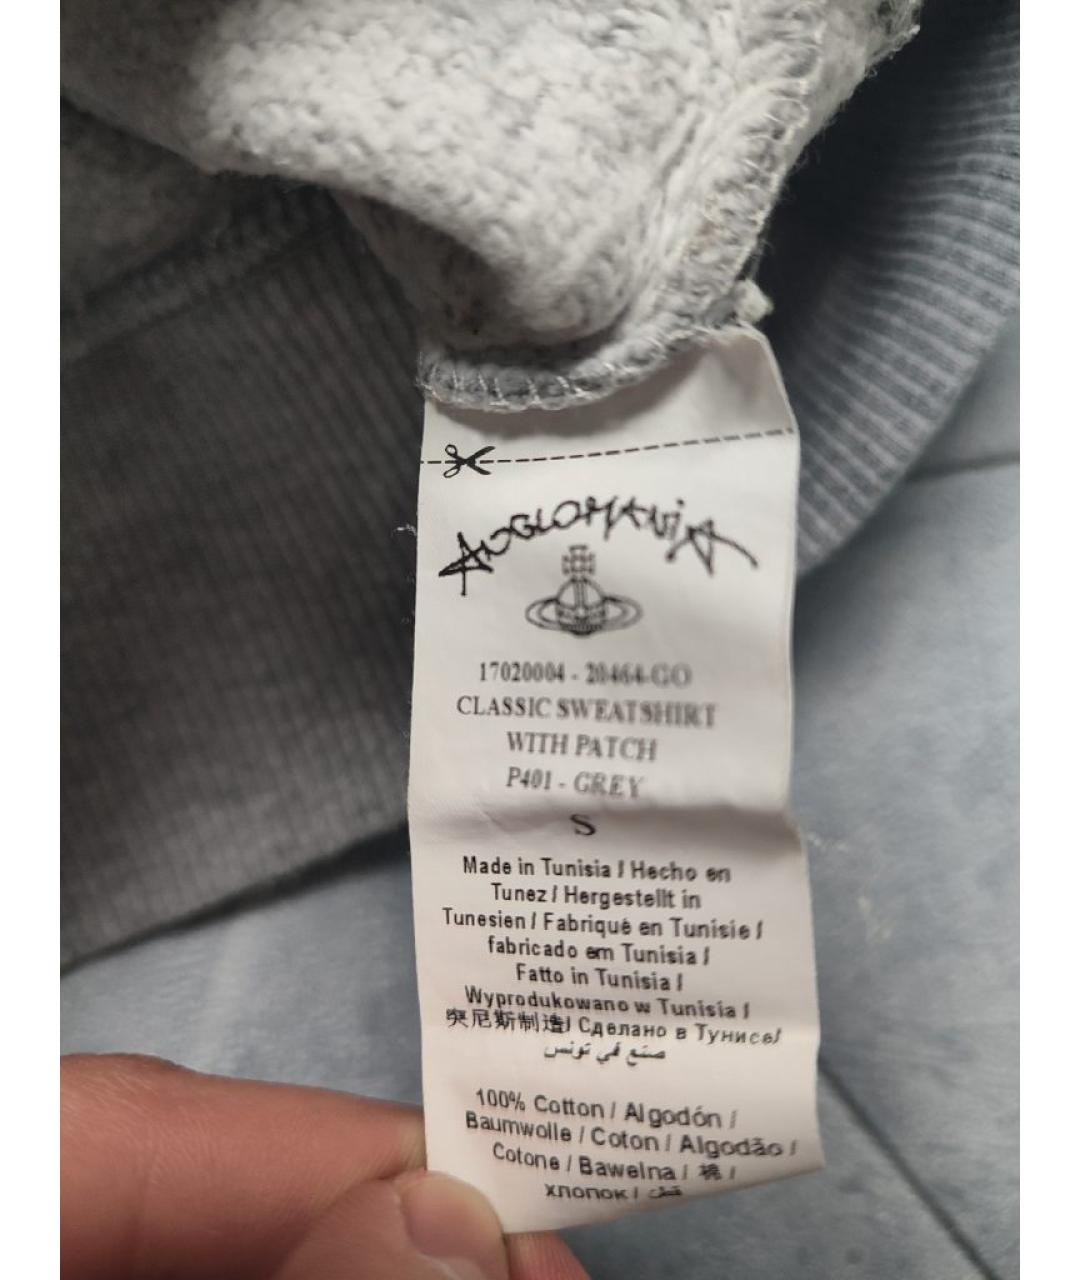 ANGLOMANIA
17020004 - 20464-GO
CLASSIC SWEATSHIRT
WITH PATCH
P401 - GREY
S
Made in Tunisia / Hecho en
Tunez / Hergestellt in
Tunesien / Fabriqué en Tunisie /
fabricado em Tunisia /
Fatto in Tunisia /
Wyprodukowano w Tunisia /
突尼斯制造/ Сделано в Тунисе/
صنع في تونس
100% Cotton / Algodón /
Baumwolle / Coton / Algodão /
Cotone / Bawelna / 棉 /
хлопок / قطن